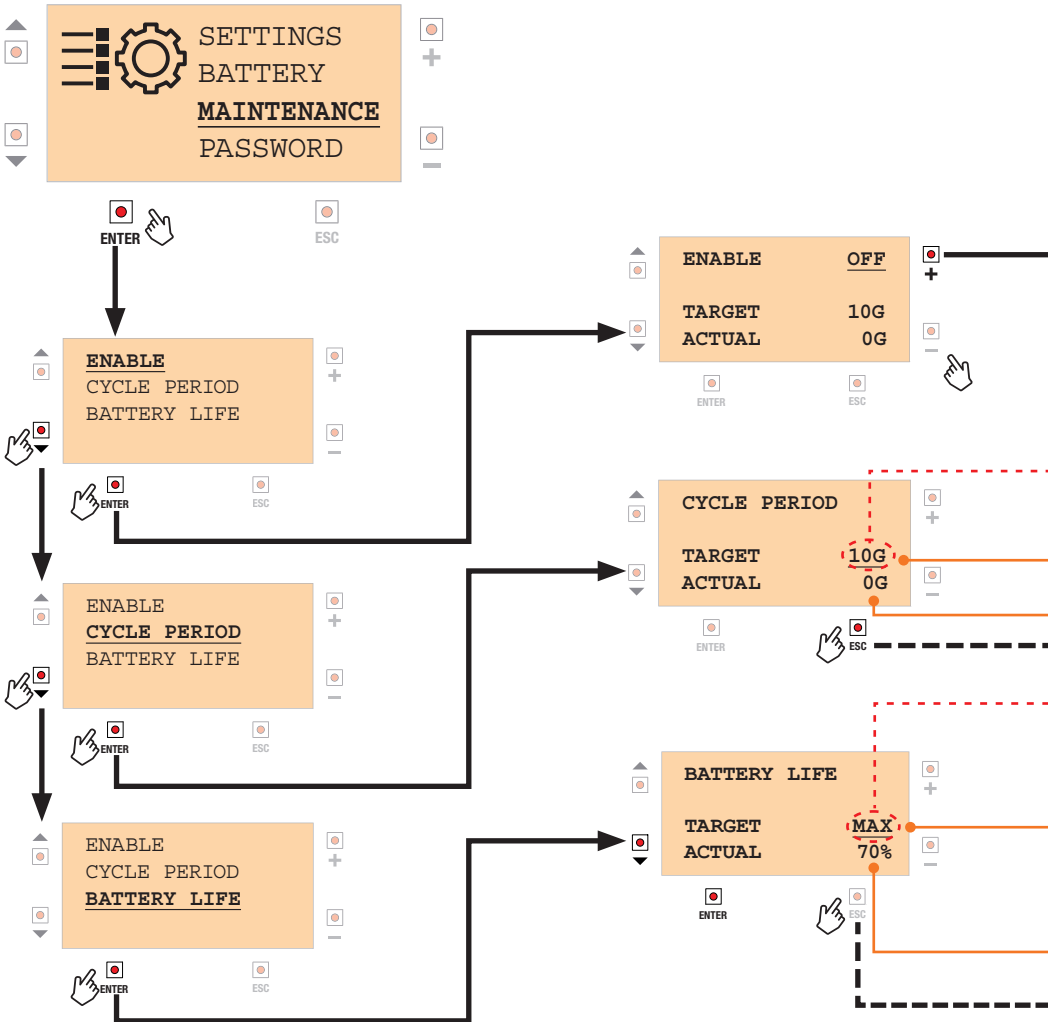 SETTINGS
BATTERY
MAINTENANCE
PASSWORD
ENTER
ESC
ENABLE
CYCLE PERIOD
BATTERY LIFE
ENTER
ESC
ENABLE
CYCLE PERIOD
BATTERY LIFE
ENTER
ESC
ENABLE
CYCLE PERIOD
BATTERY LIFE
ENTER
ESC
ENABLE OFF
TARGET 10G
ACTUAL 0G
ENTER
ESC
CYCLE PERIOD
TARGET 10G
ACTUAL 0G
ENTER
ESC
BATTERY LIFE
TARGET MAX
ACTUAL 70%
ENTER
ESC